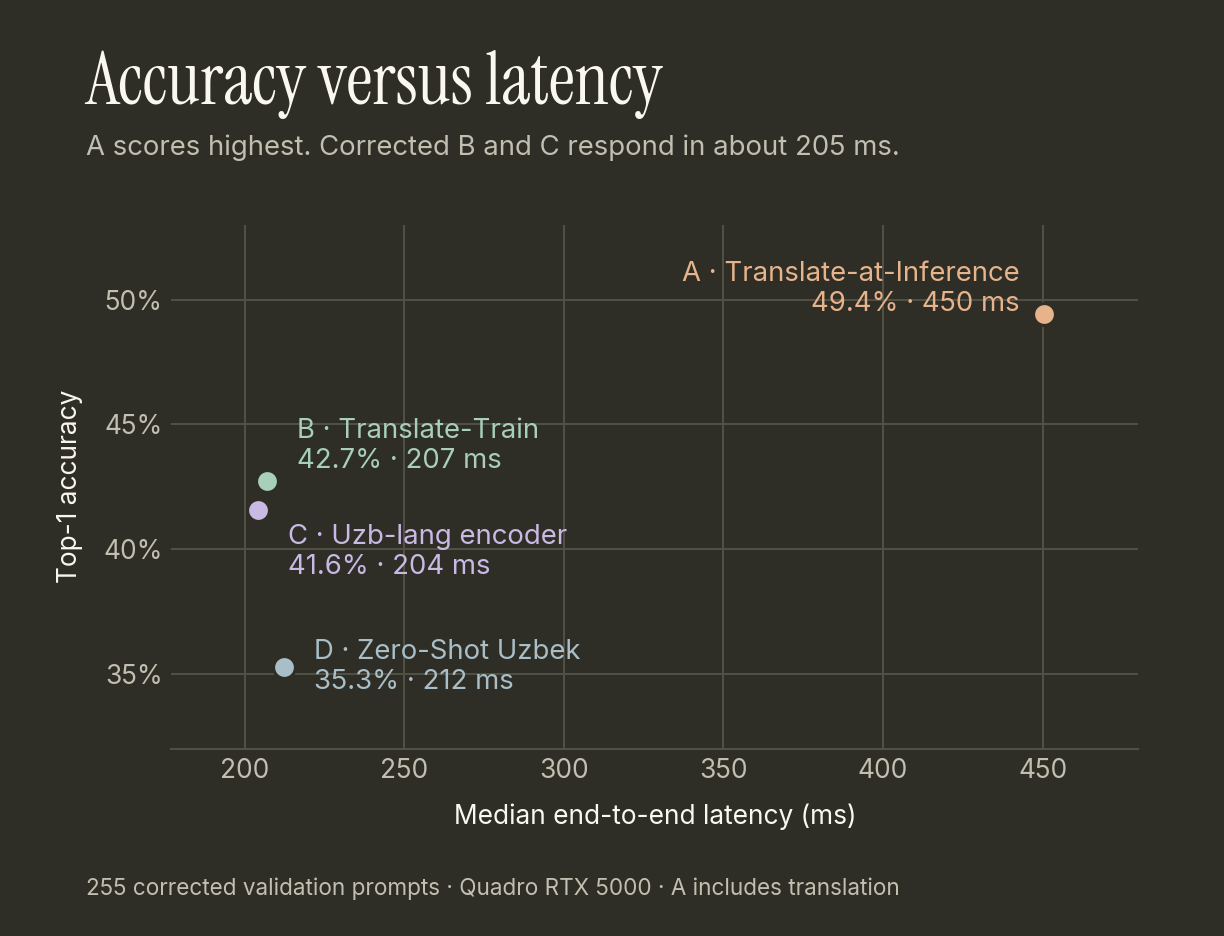 Accuracy versus latency
A scores highest. Corrected B and C respond in about 205 ms.
A · Translate-at-Inference
49.4% · 450 ms
50%
B · Translate-Train
42.7% · 207 ms
45%
C · Uzb-lang encoder
41.6% · 204 ms
40%
D · Zero-Shot Uzbek
35.3% · 212 ms
35%
Top-1 accuracy
200 250 300 350 400 450
Median end-to-end latency (ms)
255 corrected validation prompts · Quadro RTX 5000 · A includes translation